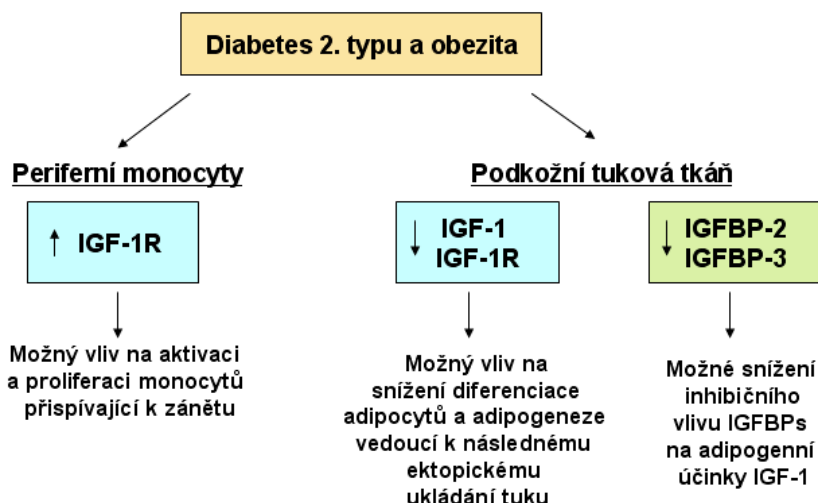 Diabetes 2. typu a obezita
Periferní monocyty
Podkožní tuková tkáň
↑ IGF-1R
↓ IGF-1
IGF-1R
↓ IGFBP-2
IGFBP-3
Možný vliv na aktivaci
a proliferaci monocytů
přispívající k zánětu
Možný vliv na
snížení diferenciace
adipocytů a adipogeneze
vedoucí k následnému
ektopickému
ukládání tuku
Možné snížení
inhibičního
vlivu IGFBPs
na adipogenní
účinky IGF-1